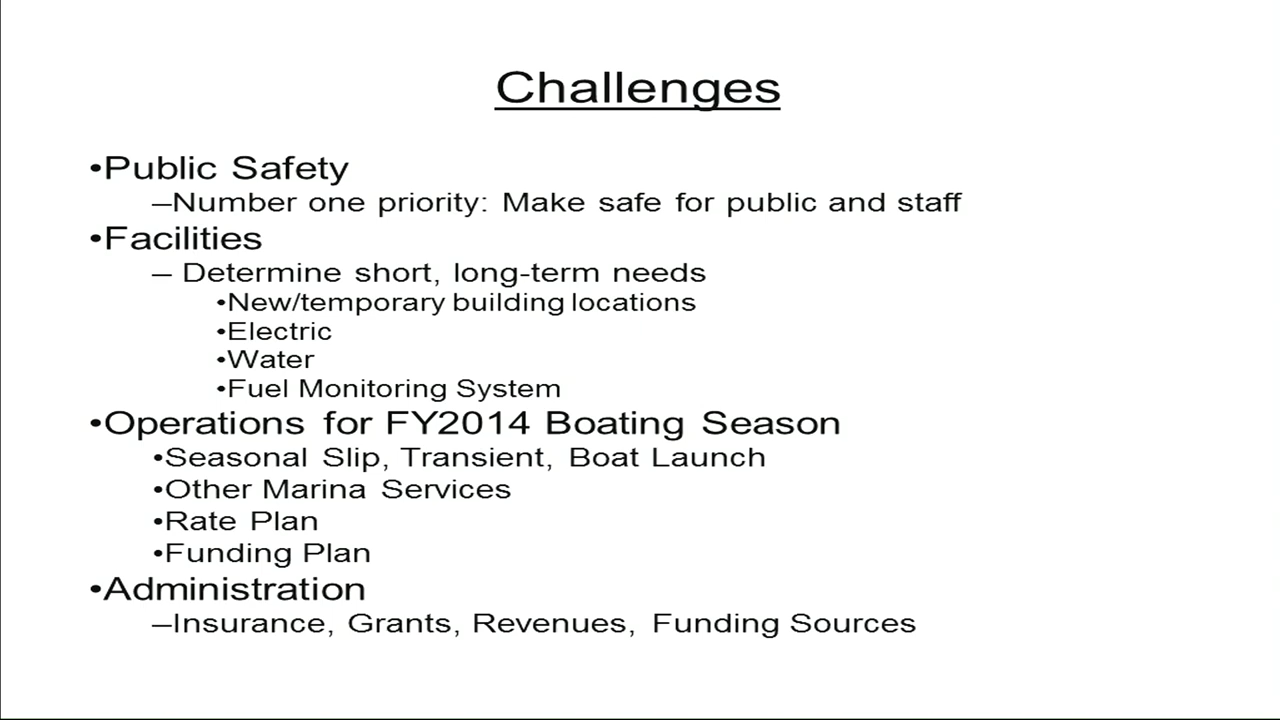 Challenges
•Public Safety
–Number one priority: Make safe for public and staff
•Facilities
– Determine short, long-term needs
•New/temporary building locations
•Electric
•Water
•Fuel Monitoring System
•Operations for FY2014 Boating Season
•Seasonal Slip, Transient, Boat Launch
•Other Marina Services
•Rate Plan
•Funding Plan
•Administration
–Insurance, Grants, Revenues, Funding Sources